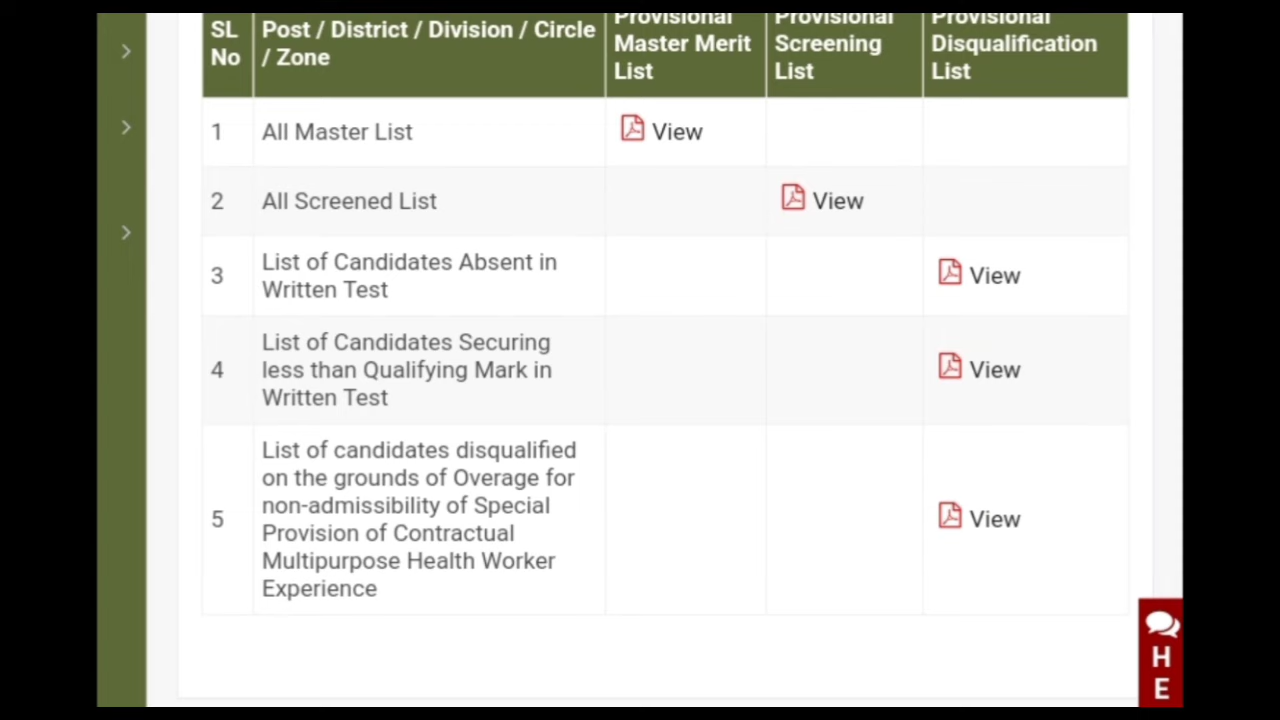 SL No
Post / District / Division / Circle / Zone
Provisional Master Merit List
Provisional Screening List
Provisional Disqualification List
1 All Master List View
2 All Screened List View
3 List of Candidates Absent in
Written Test View
4 List of Candidates Securing
less than Qualifying Mark in
Written Test View
5 List of candidates disqualified
on the grounds of Overage for
non-admissibility of Special
Provision of Contractual
Multipurpose Health Worker
Experience View
H
E